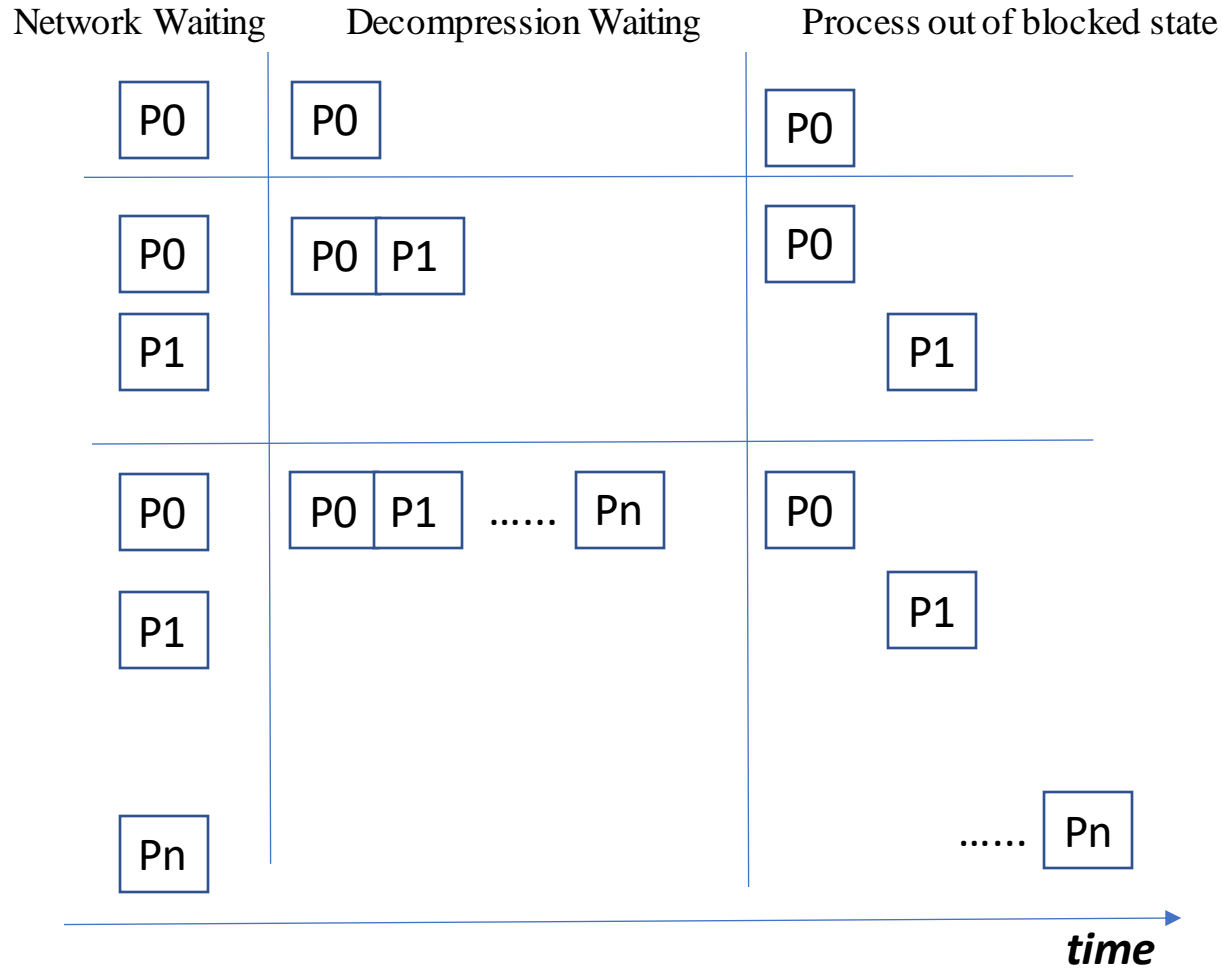 Network Waiting Decompression Waiting Process out of blocked state
P0 P0 P0
P0 P0 P1 P0
P1 P1
P0 P0 P1 ...... Pn P0
P1 P1
Pn ...... Pn
time